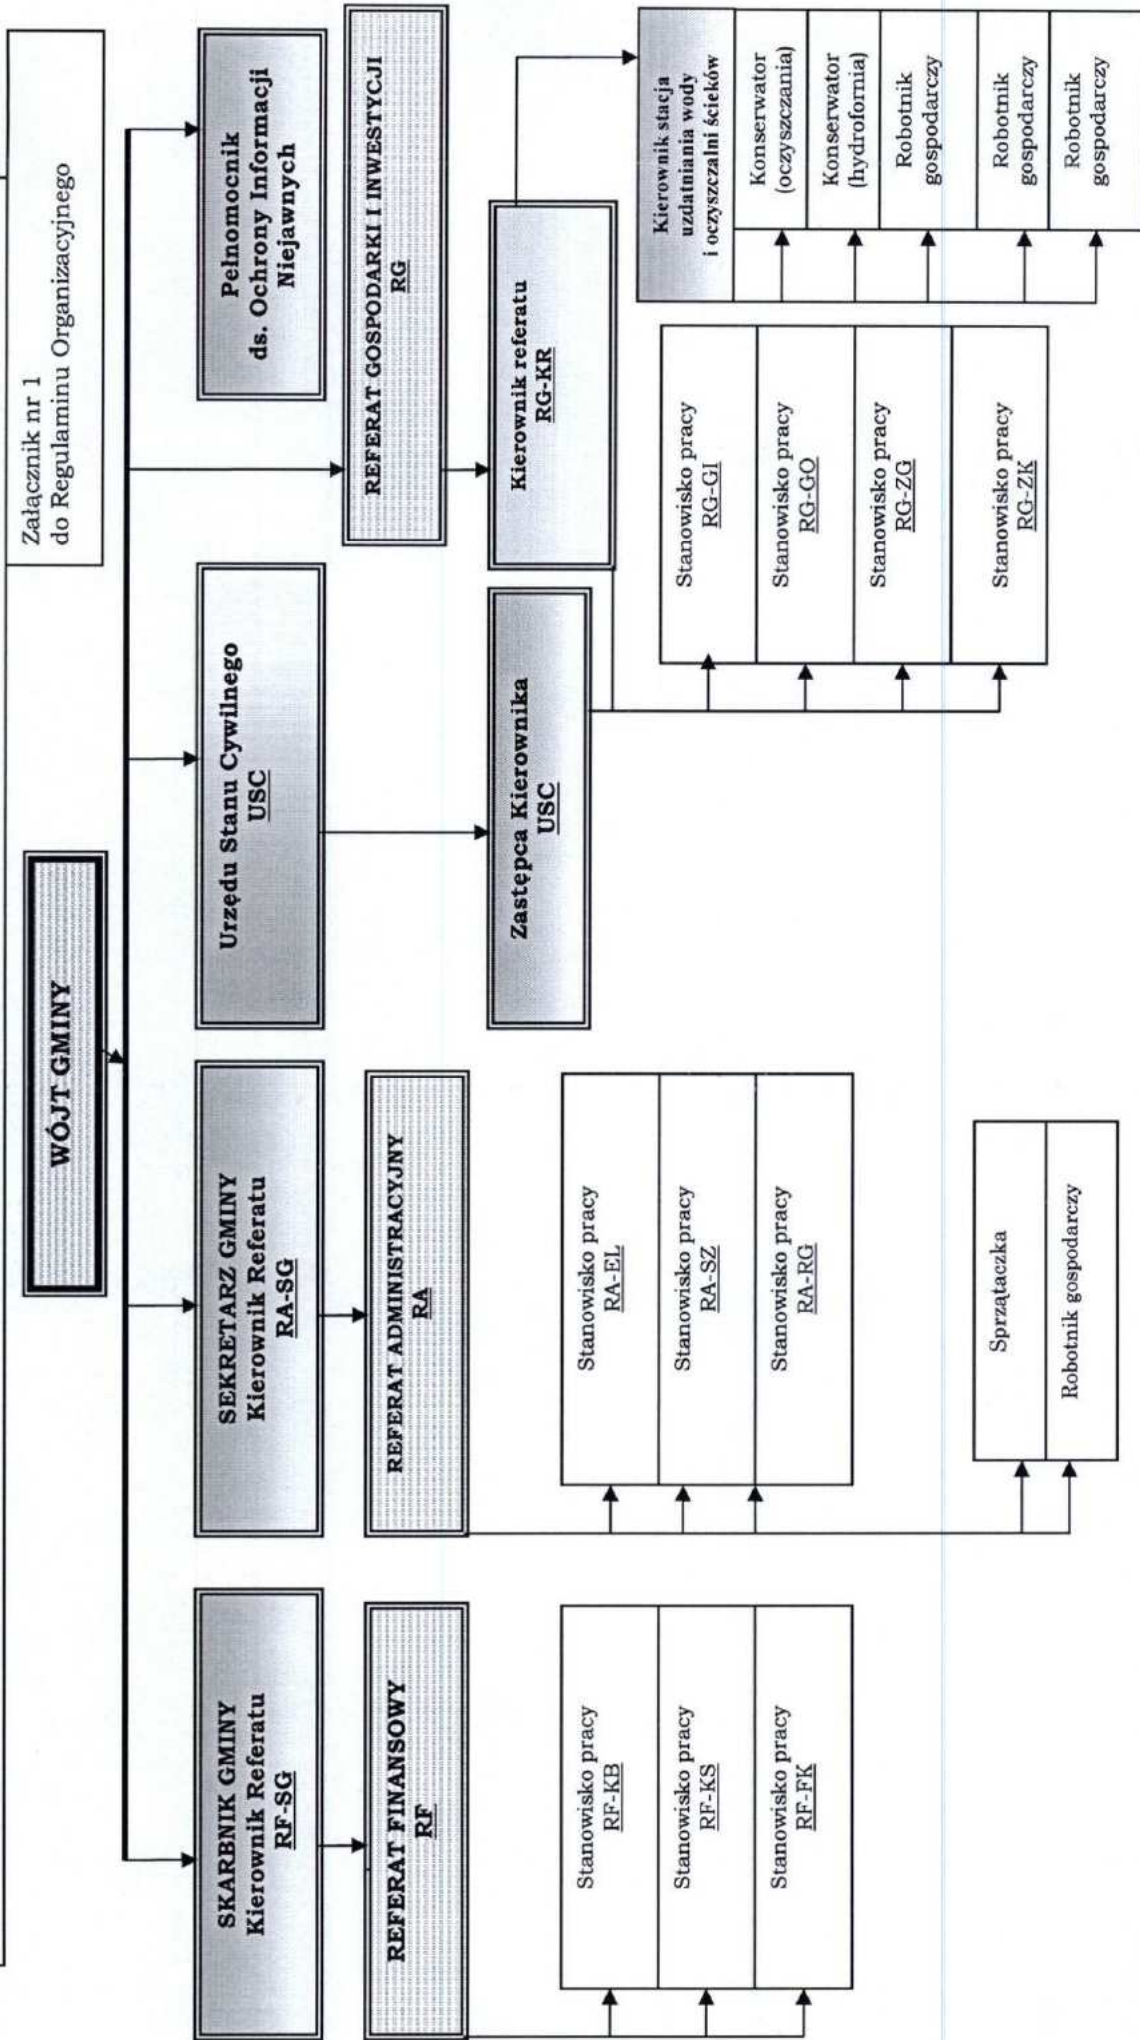 Załącznik nr 1
do Regulaminu Organizacyjnego
WÓJT GMINY
SKARBNIK GMINY
Kierownik Referatu
RF-SG
SEKRETARZ GMINY
Kierownik Referatu
RA-SG
Urzędu Stanu Cywilnego
USC
Pełnomocnik
ds. Ochrony Informacji
Niejawnych
REFERAT FINANSOWY
RF
REFERAT ADMINISTRACYJNY
RA
REFERAT GOSPODARKI I INWESTYCJI
RG
Zastępca Kierownika
USC
Kierownik referatu
RG-KR
Stanowisko pracy
RF-KB
Stanowisko pracy
RF-KS
Stanowisko pracy
RF-FK
Stanowisko pracy
RA-EL
Stanowisko pracy
RA-SZ
Stanowisko pracy
RA-RG
Sprzątaczka
Robotnik gospodarczy
Stanowisko pracy
RG-GI
Stanowisko pracy
RG-GO
Stanowisko pracy
RG-ZG
Stanowisko pracy
RG-ZK
Kierownik stacja
uzdatniania wody
i oczyszczalni ścieków
Konserwator
(oczyszczania)
Konserwator
(hydrofornia)
Robotnik
gospodarczy
Robotnik
gospodarczy
Robotnik
gospodarczy